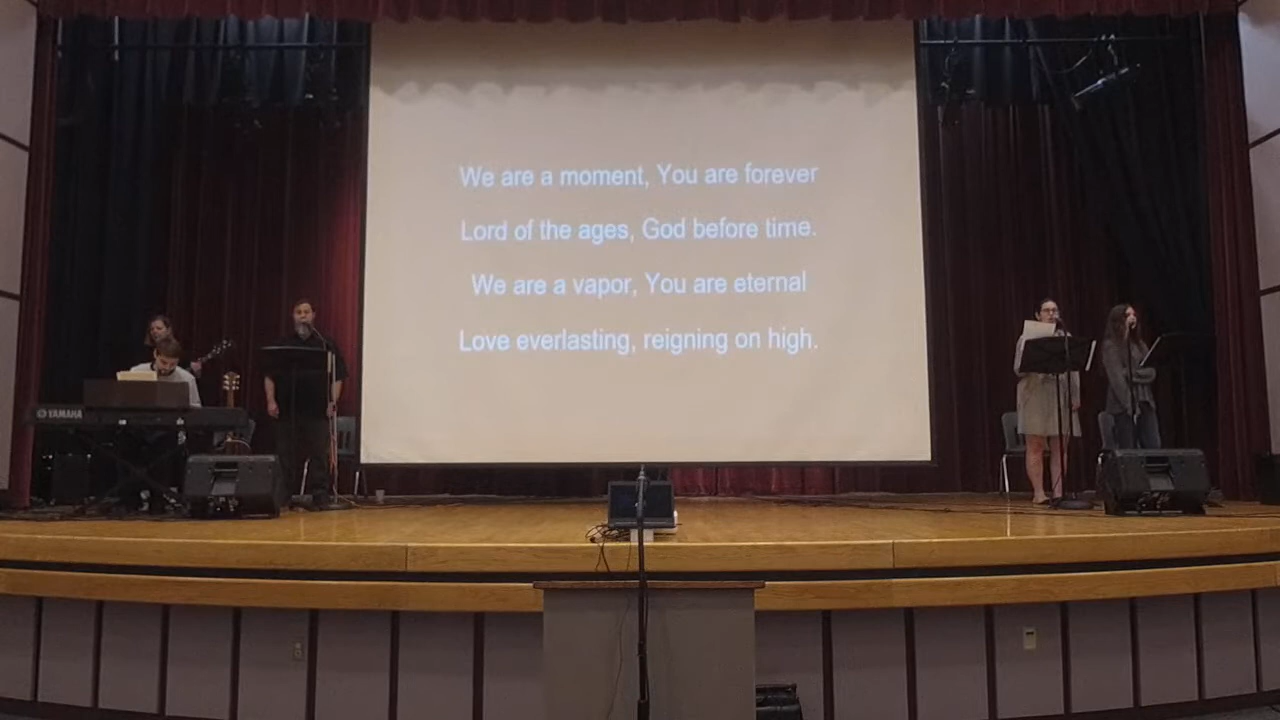 We are a moment, You are forever
Lord of the ages, God before time.
We are a vapor, You are eternal
Love everlasting, reigning on high.
YAMAHA